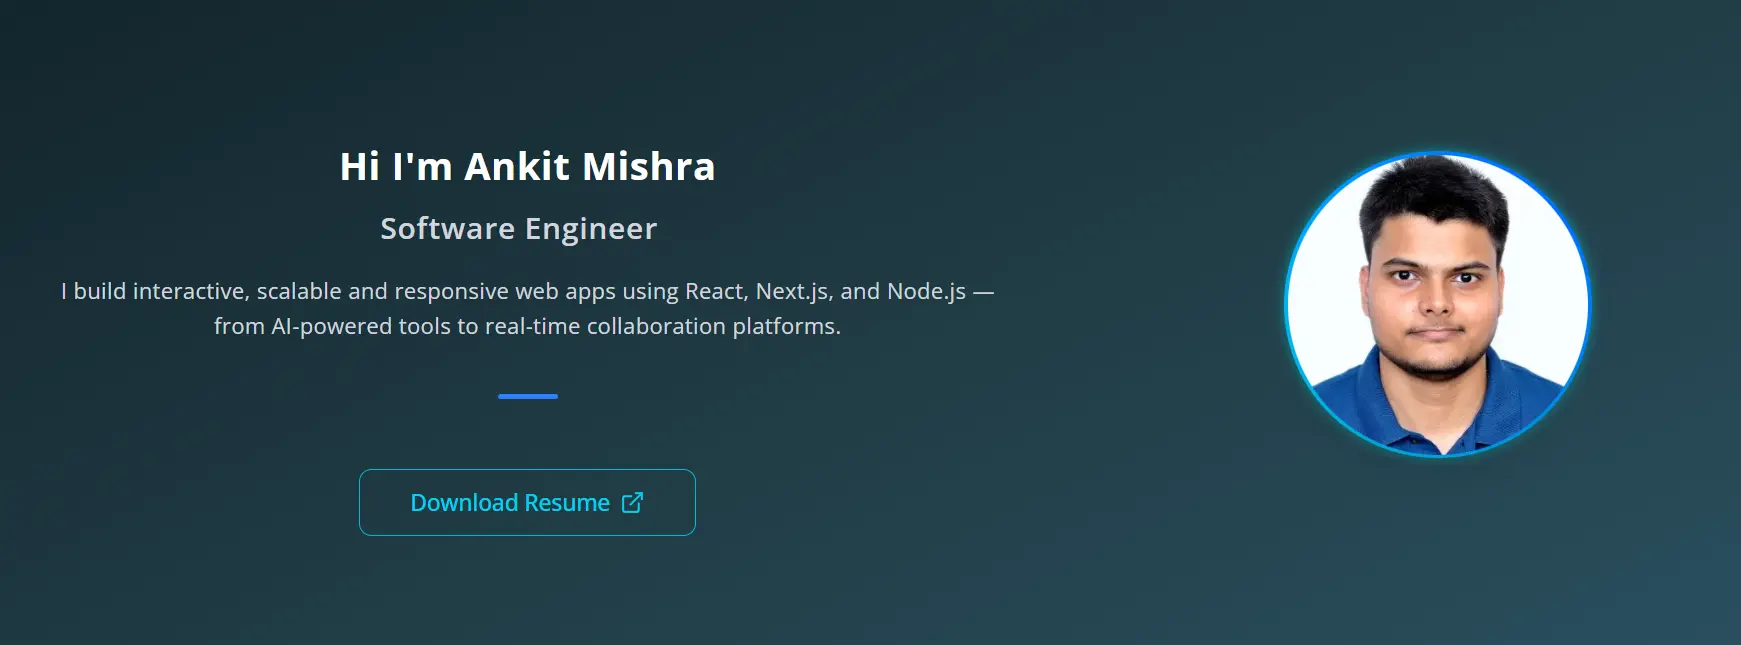 Hi I'm Ankit Mishra
Software Engineer
I build interactive, scalable and responsive web apps using React, Next.js, and Node.js —
from AI-powered tools to real-time collaboration platforms.
Download Resume